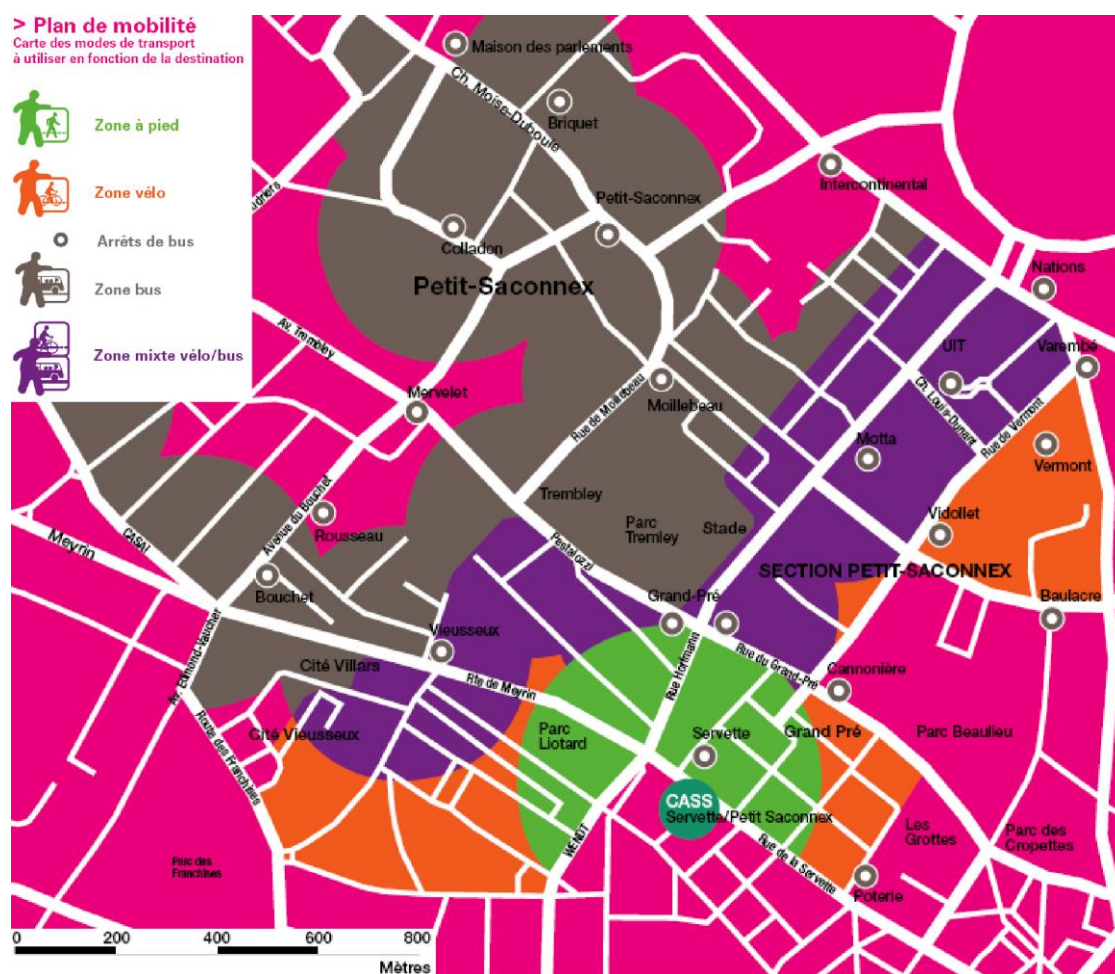 > Plan de mobilité
Carte des modes de transport
à utiliser en fonction de la destination
Zone à pied
Zone vélo
Arrêts de bus
Zone bus
Zone mixte vélo/bus
Maison des parlements
Ch. Moïse-Duboule
Briquet
Intercontinental
Petit-Saconnex
Colladon
Nations
Petit-Saconnex
Av. Trembley
UIT
Varembé
Mervelet
Rue de Moillebeau
Moillebeau
Ch. Louis-Dunant
Rue de Vermont
Motta
Vermont
Avenue du Bouchet
Trembley
Parc
Tremley
Stade
Vidollet
Meyrin
CASAI
Rousseau
Pestalozzi
SECTION PETIT-SACONNEX
Bouchet
Grand-Pré
Baulacre
Av. Edmond-Vaucher
Vieusseux
Cité Villars
Rte de Meyrin
Rue Hoffmann
Rue du Grand-Pré
Cannonière
Route des Franchises
Cité Vieusseux
Parc
Liotard
Servette
Grand Pré
Parc Beaulieu
CASS
Servette/Petit Saconnex
WENDT
Rue de la Servette
Les
Grottes
Parc des
Cropettes
Parc des
Franchises
Poterie
0 200 400 600 800
Mètres